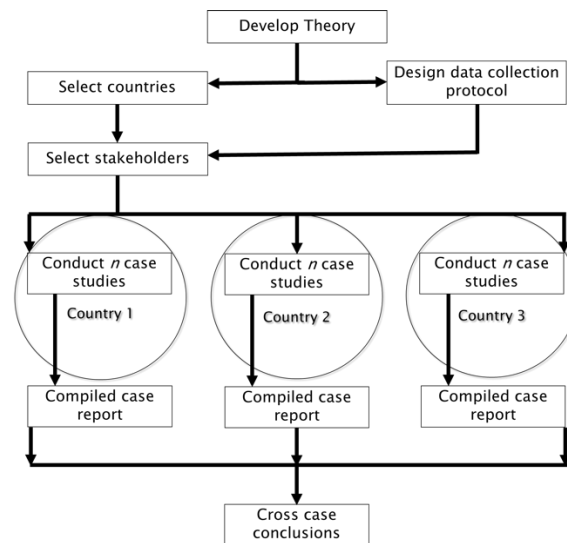 Develop Theory
Select countries
Design data collection
protocol
Select stakeholders
Conduct n case
studies
Country 1
Conduct n case
studies
Country 2
Conduct n case
studies
Country 3
Compiled case
report
Compiled case
report
Compiled case
report
Cross case
conclusions